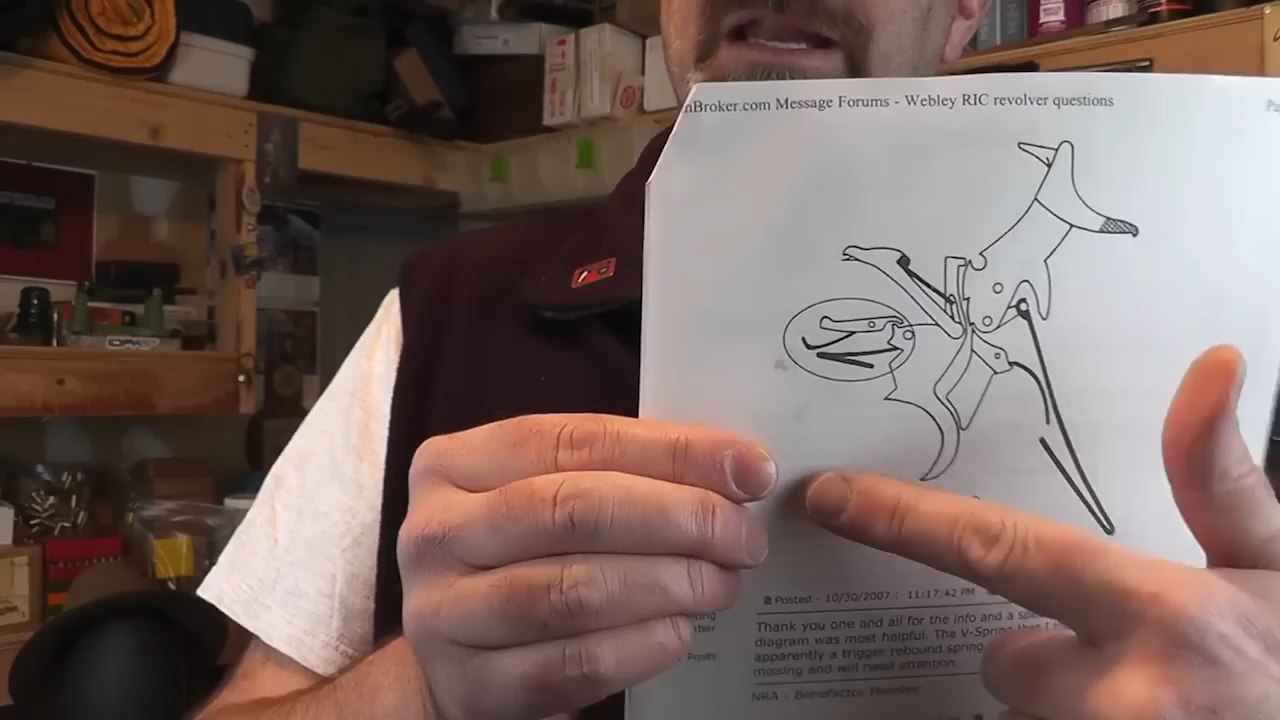 nBroker.com Message Forums - Webley RIC revolver questions
Posted - 10/30/2007 : 11:17:42 PM
Thank you one and all for the info and a
diagram was most helpful. The V-Spring
apparently a trigger rebound spring
missing and will need attention.
Posts
NRA - Benefactor Member
IDPA